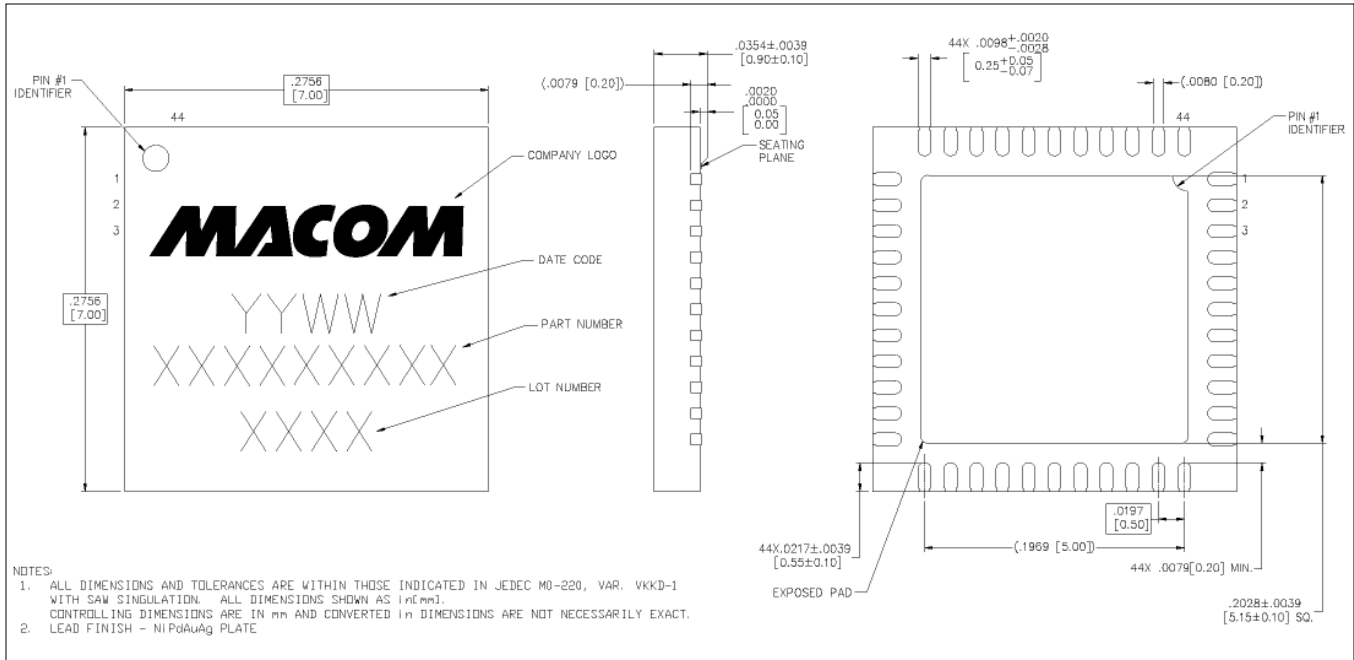 PIN #1
IDENTIFIER
.2756
[7.00]
44
1
2
3
.2756
[7.00]
COMPANY LOGO
MACOM
DATE CODE
YYWW
PART NUMBER
XXXXXXXXX
LOT NUMBER
XXXX
.0354±.0039
[0.90±0.10]
(.0079 [0.20])
.0020
.0000
[0.05
0.00]
SEATING
PLANE
44X .0098+.0020
-.0028
[0.25+0.05
-0.07]
(.0080 [0.20])
44
PIN #1
IDENTIFIER
1
2
3
44X.0217±.0039
[0.55±0.10]
EXPOSED PAD
(.1969 [5.00])
.0197
[0.50]
44X .0079[0.20] MIN.
.2028±.0039
[5.15±0.10] SQ.
NOTES:
1. ALL DIMENSIONS AND TOLERANCES ARE WITHIN THOSE INDICATED IN JEDEC MO-220, VAR. VKKD-1
WITH SAW SINGULATION. ALL DIMENSIONS SHOWN AS in[mm].
CONTROLLING DIMENSIONS ARE IN mm AND CONVERTED in DIMENSIONS ARE NOT NECESSARILY EXACT.
2. LEAD FINISH - NiPdAuAg PLATE